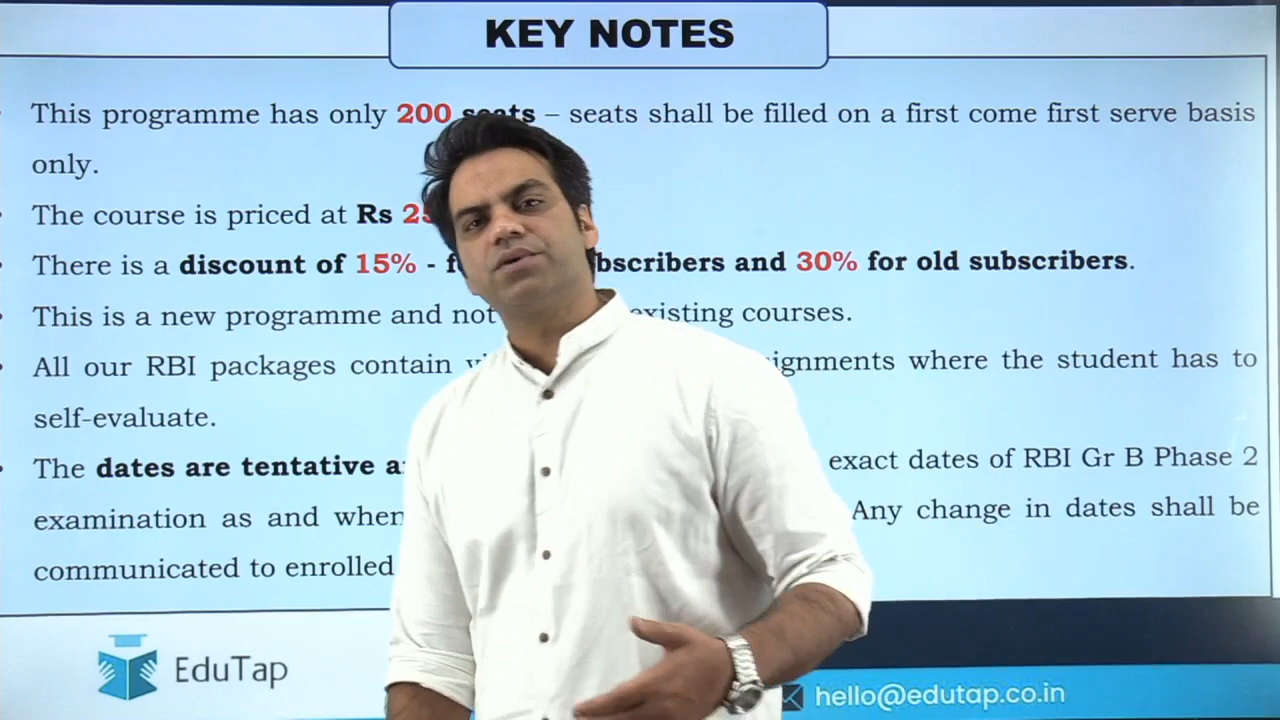 KEY NOTES
This programme has only 200 seats – seats shall be filled on a first come first serve basis
only.
The course is priced at Rs
There is a discount of 15% - and 30% for old subscribers.
This is a new programme and not existing courses.
All our RBI packages contain where the student has to
self-evaluate.
The dates are tentative exact dates of RBI Gr B Phase 2
examination as and when Any change in dates shall be
communicated to enrolled
EduTap
hello@edutap.co.in